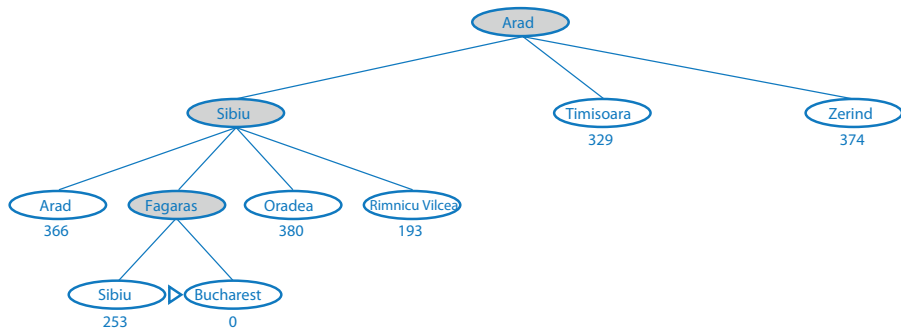 Arad
Sibiu
Timisoara
Zerind
329
374
Arad
Fagaras
Oradea
Rimnicu Vilcea
366
380
193
Sibiu
Bucharest
253
0